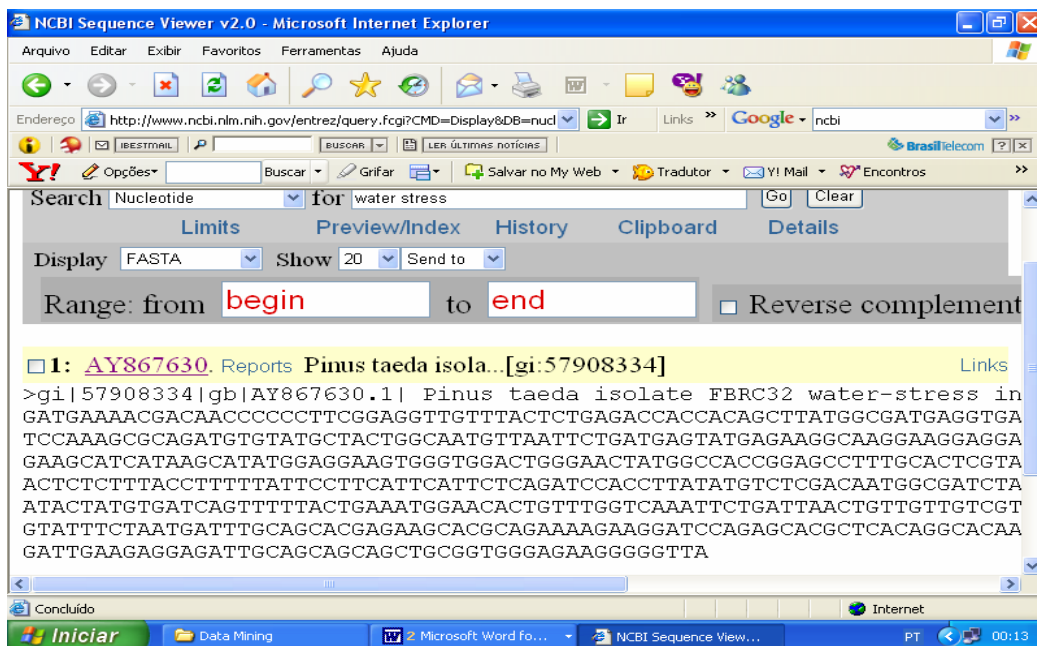 NCBI Sequence Viewer v2.0 - Microsoft Internet Explorer
Arquivo Editar Exibir Favoritos Ferramentas Ajuda
Endereço http://www.ncbi.nlm.nih.gov/entrez/query.fcgi?CMD=Display&DB=nucl Ir Links » Google ncbi »
iBESTMAIL BUSCAR LER ÚLTIMAS NOTÍCIAS BrasilTelecom ? X
Y! Opções Buscar Grifar Salvar no My Web Tradutor Y! Mail Encontros »
Search Nucleotide for water stress Go Clear
Limits Preview/Index History Clipboard Details
Display FASTA Show 20 Send to
Range: from begin to end Reverse complement
1: AY867630. Reports Pinus taeda isola...[gi:57908334] Links
>gi|57908334|gb|AY867630.1| Pinus taeda isolate FBRC32 water-stress in
GATGAAAACGACAACCCCCCTTCGGAGGTTGTTTACTCTGAGACCACCACAGCTTATGGCGATGAGGTGA
TCCAAAGCGCAGATGTGTATGCTACTGGCAATGTTAATTCTGATGAGTATGAGAAGGCAAGGAAGGAGGA
GAAGCATCATAAGCATATGGAGGAAGTGGGTGGACTGGGAACTATGGCCACCGGAGCCTTTGCACTCGTA
ACTCTCTTTACCTTTTTATTCCTTCATTCATTCTCAGATCCACCTTATATGTCTCGACAATGGCGATCTA
ATACTATGTGATCAGTTTTTACTGAAATGGAACACTGTTTGGTCAAATTCTGATTAACTGTTGTTGTCGT
GTATTTCTAATGATTTGCAGCACGAGAAGCACGCAGAAAAGAAGGATCCAGAGCACGCTCACAGGCACAA
GATTGAAGAGGAGATTGCAGCAGCAGCTGCGGTGGGAGAAGGGGGTTA
Concluído Internet
Iniciar Data Mining 2 Microsoft Word fo... NCBI Sequence View... PT 00:13